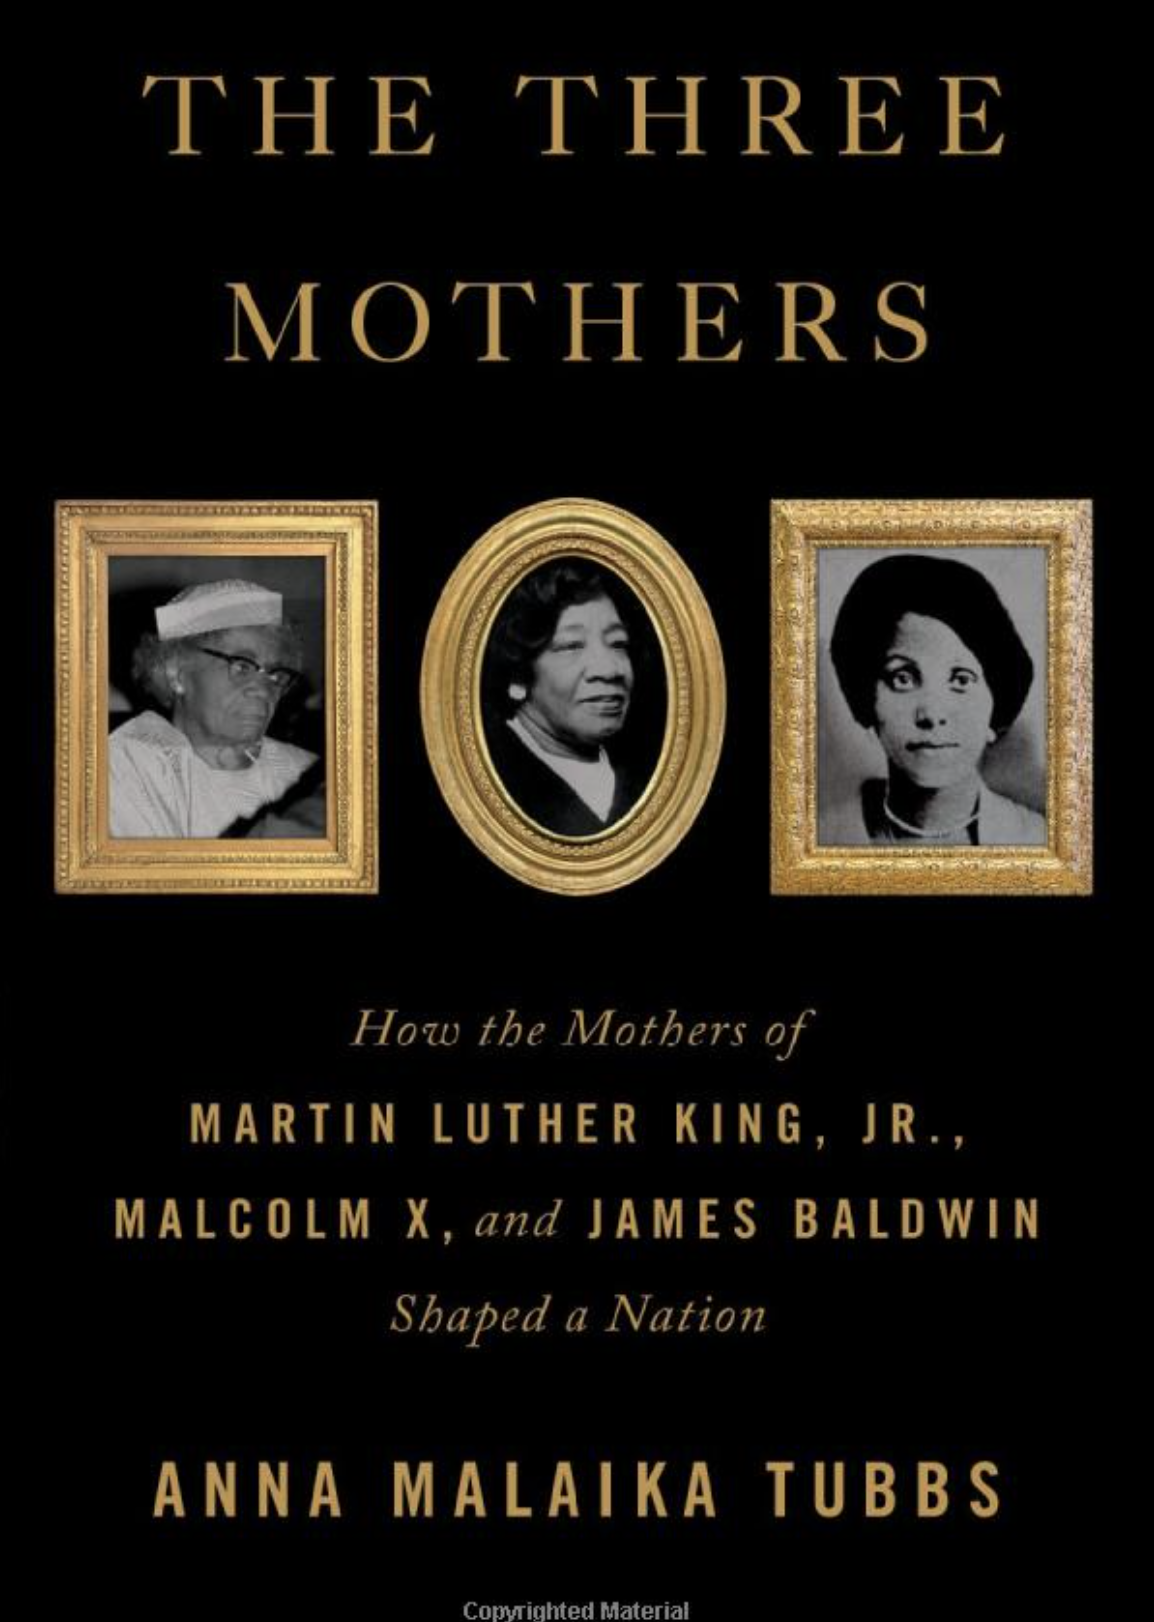 THE THREE
MOTHERS
How the Mothers of
MARTIN LUTHER KING, JR.,
MALCOLM X, and JAMES BALDWIN
Shaped a Nation
ANNA MALAIKA TUBBS
Copyrighted Material